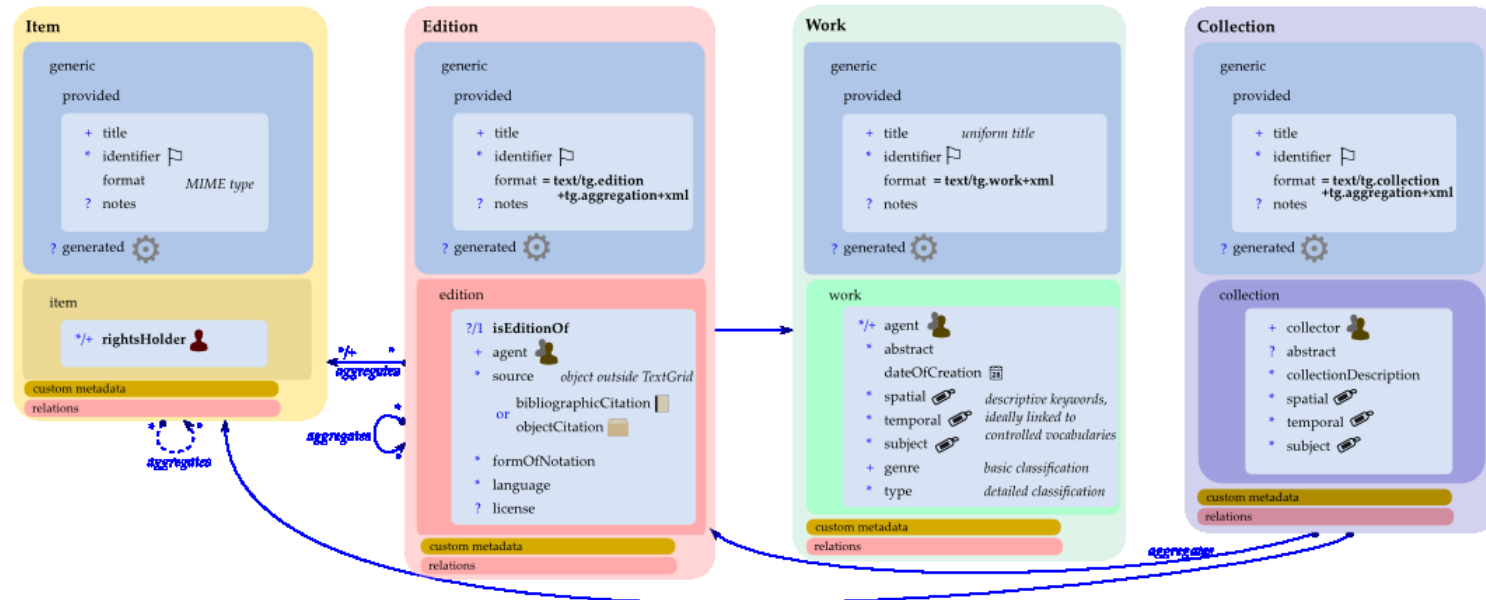 Item
generic
provided
+ title
* identifier
format MIME type
? notes
? generated
item
*/+ rightsHolder
custom metadata
relations
* *
aggregates
*/+ *
aggregates
*
aggregates
*
Edition
generic
provided
+ title
* identifier
format = text/tg.edition
+tg.aggregation+xml
? notes
? generated
edition
?/1 isEditionOf
+ agent
* source object outside TextGrid
bibliographicCitation
or
objectCitation
* formOfNotation
* language
? license
custom metadata
relations
Work
generic
provided
+ title uniform title
* identifier
format = text/tg.work+xml
? notes
? generated
work
*/+ agent
* abstract
dateOfCreation 28
* spatial descriptive keywords,
* temporal ideally linked to
* subject controlled vocabularies
+ genre basic classification
* type detailed classification
custom metadata
relations
Collection
generic
provided
+ title
* identifier
format = text/tg.collection
+tg.aggregation+xml
? notes
? generated
collection
+ collector
? abstract
* collectionDescription
* spatial
* temporal
* subject
custom metadata
relations
aggregates